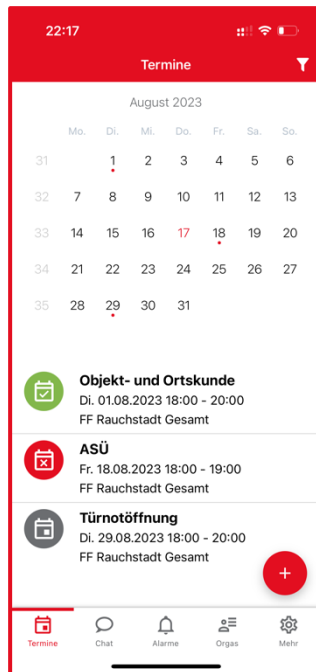 22:17
Termine
August 2023
Mo. Di. Mi. Do. Fr. Sa. So.
31 1 2 3 4 5 6
32 7 8 9 10 11 12 13
33 14 15 16 17 18 19 20
34 21 22 23 24 25 26 27
35 28 29 30 31
Objekt- und Ortskunde
Di. 01.08.2023 18:00 - 20:00
FF Rauchstadt Gesamt
ASÜ
Fr. 18.08.2023 18:00 - 19:00
FF Rauchstadt Gesamt
Türnotöffnung
Di. 29.08.2023 18:00 - 20:00
FF Rauchstadt Gesamt
+
Termine Chat Alarme Orgas Mehr